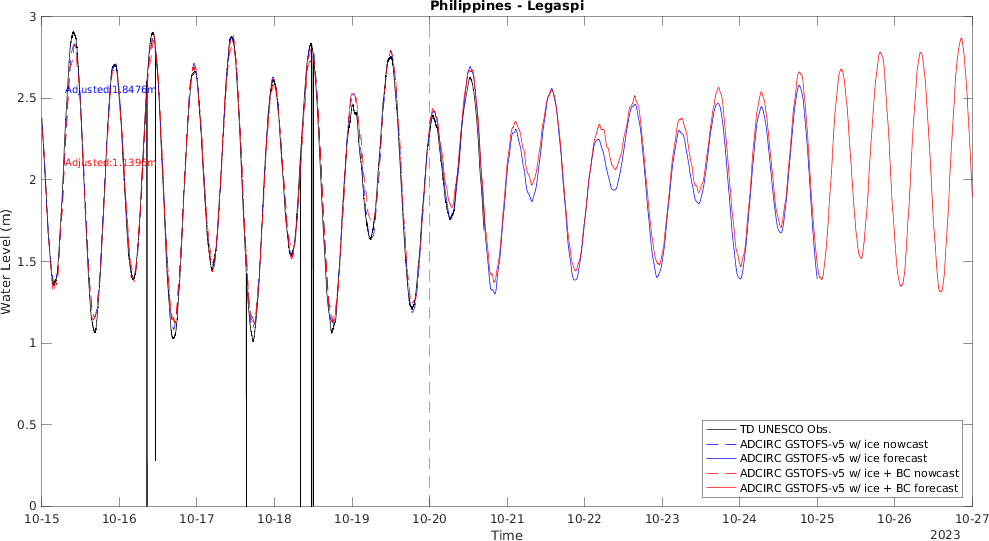 Philippines - Legaspi
3
2.5
2
1.5
1
0.5
0
Water Level (m)
Adjusted:1.8476m
Adjusted:1.1396m
TD UNESCO Obs.
ADCIRC GSTOFS-v5 w/ ice nowcast
ADCIRC GSTOFS-v5 w/ ice forecast
ADCIRC GSTOFS-v5 w/ ice + BC nowcast
ADCIRC GSTOFS-v5 w/ ice + BC forecast
10-15 10-16 10-17 10-18 10-19 10-20 10-21 10-22 10-23 10-24 10-25 10-26 10-27
Time
2023